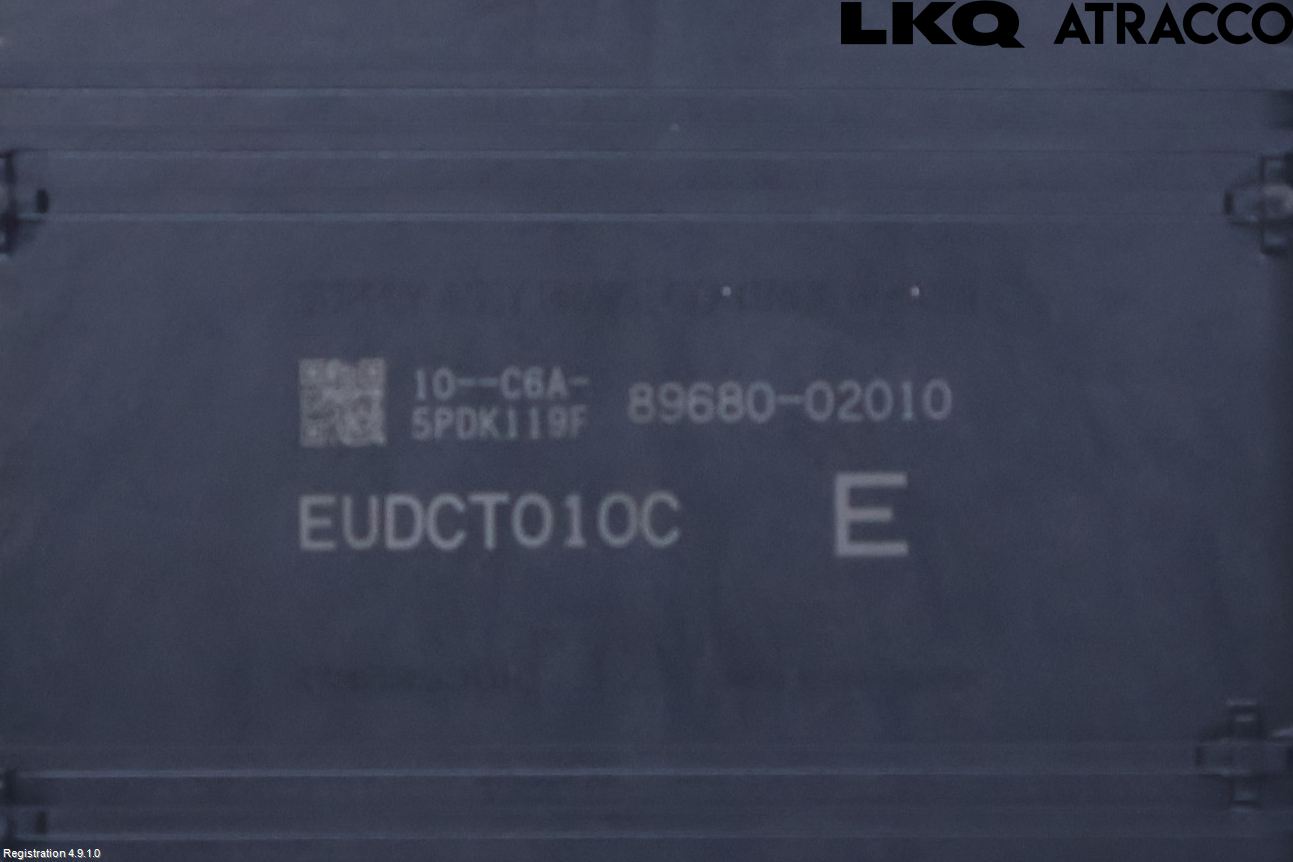 LKQ ATRACCO
10--C6A-
5PDK119F
89680-02010
EUDCT010C E
Registration 4.9.1.0